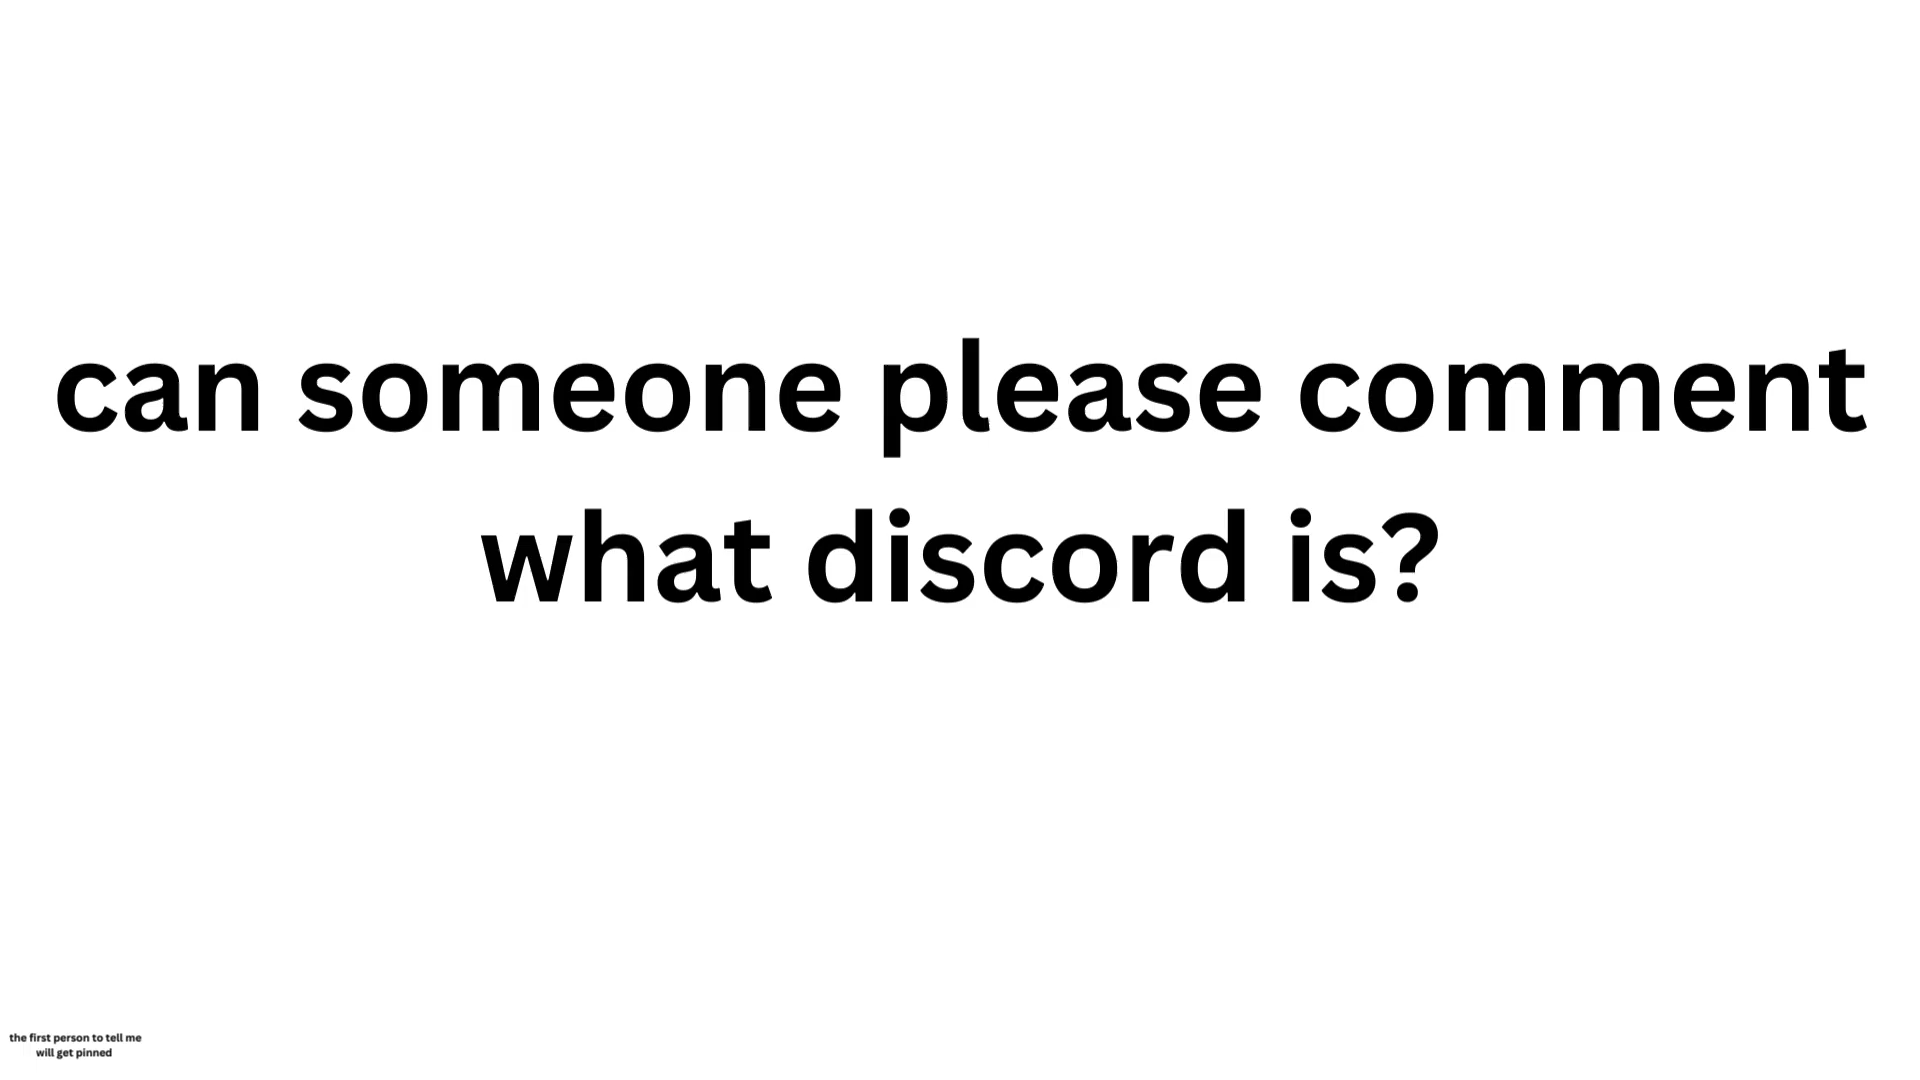 can someone please comment
what discord is?
the first person to tell me
will get pinned